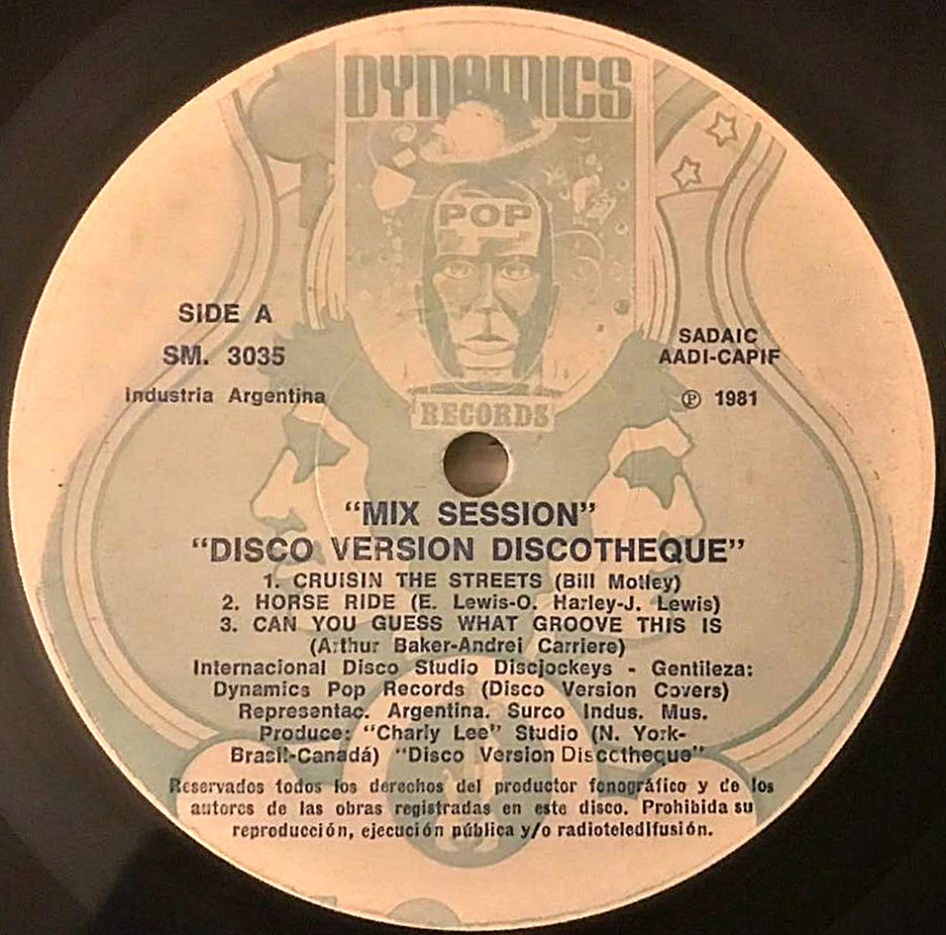 DYNAMICS
POP
RECORDS
SIDE A
SM. 3035
Industria Argentina
SADAIC
AADI-CAPIF
Ⓟ 1981
“MIX SESSION”
“DISCO VERSION DISCOTHEQUE”
1. CRUISIN THE STREETS (Bill Motley)
2. HORSE RIDE (E. Lewis-O. Harley-J. Lewis)
3. CAN YOU GUESS WHAT GROOVE THIS IS
(Arthur Baker-Andrei Carriere)
Internacional Disco Studio Discjockeys - Gentileza:
Dynamics Pop Records (Disco Version Covers)
Representac. Argentina. Surco Indus. Mus.
Produce: “Charly Lee” Studio (N. York-
Brasil-Canadá) “Disco Version Discotheque”
Reservados todos los derechos del productor fonográfico y de los
autores de las obras registradas en este disco. Prohibida su
reproducción, ejecución pública y/o radioteledifusión.